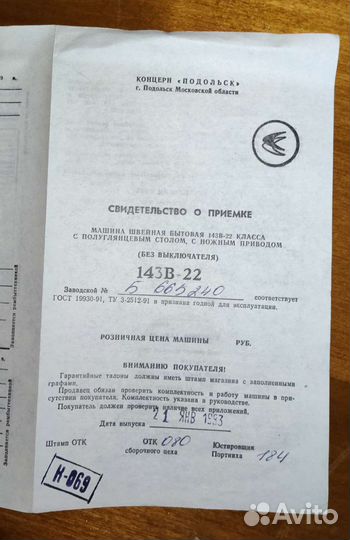 КОНЦЕРН «ПОДОЛЬСК»
г. Подольск Московской области
СВИДЕТЕЛЬСТВО О ПРИЕМКЕ
МАШИНА ШВЕЙНАЯ БЫТОВАЯ 143В-22 КЛАССА
С ПОЛУГЛЯНЦЕВЫМ СТОЛОМ, С НОЖНЫМ ПРИВОДОМ
(БЕЗ ВЫКЛЮЧАТЕЛЯ)
143В-22
Заводской № Б 665240 соответствует
ГОСТ 19930-91, ТУ 3-2512-91 и признана годной для эксплуатации.
РОЗНИЧНАЯ ЦЕНА МАШИНЫ РУБ.
ВНИМАНИЮ ПОКУПАТЕЛЯ!
Гарантийные талоны должны иметь штамп магазина с заполненными
графами.
Продавец обязан проверить комплектность и работу машины в при-
сутствии покупателя. Комплектность указана в руководстве.
Покупатель должен проверить наличие всех приложений.
Дата выпуска 21 ЯНВ 1993
Штамп ОТК ОТК 080 Юстировщик
сборочного цеха Портниха 184
К-069
Avito